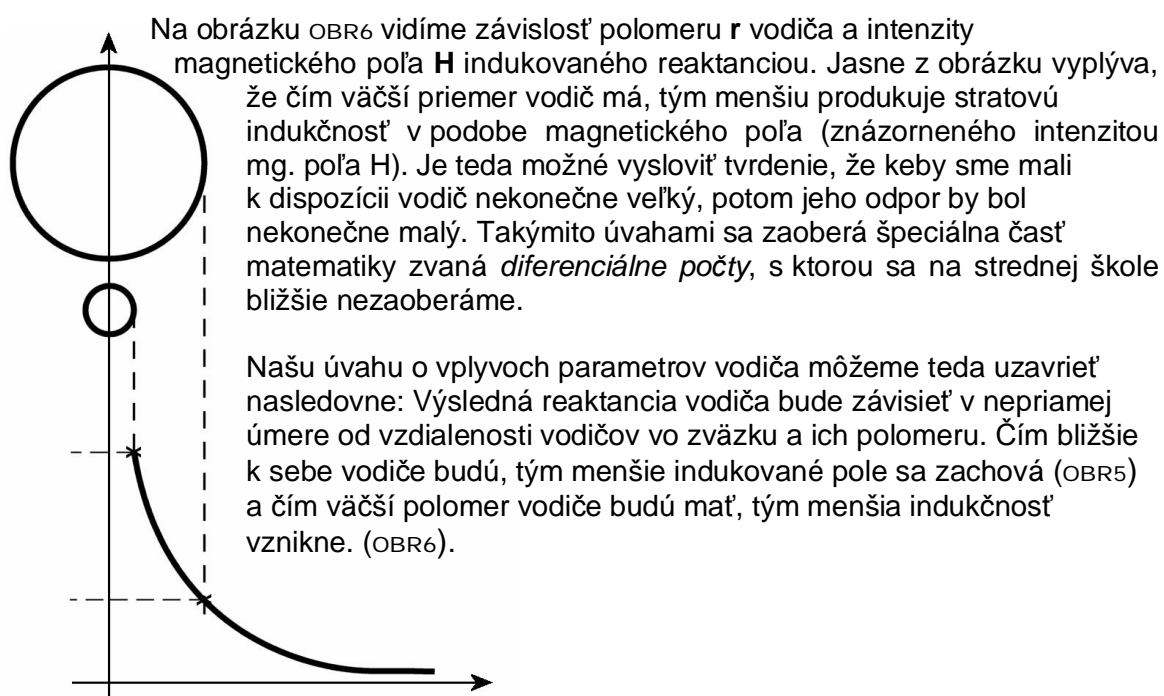 Na obrázku OBR6 vidíme závislosť polomeru r vodiča a intenzity
magnetického poľa H indukovaného reaktanciou. Jasne z obrázku vyplýva,
že čím väčší priemer vodič má, tým menšiu produkuje stratovú
indukčnosť v podobe magnetického poľa (znázorneného intenzitou
mg. poľa H). Je teda možné vysloviť tvrdenie, že keby sme mali
k dispozícii vodič nekonečne veľký, potom jeho odpor by bol
nekonečne malý. Takýmito úvahami sa zaoberá špeciálna časť
matematiky zvaná diferenciálne počty, s ktorou sa na strednej škole
bližšie nezaoberáme.
Našu úvahu o vplyvoch parametrov vodiča môžeme teda uzavrieť
nasledovne: Výsledná reaktancia vodiča bude závisieť v nepriamej
úmere od vzdialenosti vodičov vo zväzku a ich polomeru. Čím bližšie
k sebe vodiče budú, tým menšie indukované pole sa zachová (OBR5)
a čím väčší polomer vodiče budú mať, tým menšia indukčnosť
vznikne. (OBR6).